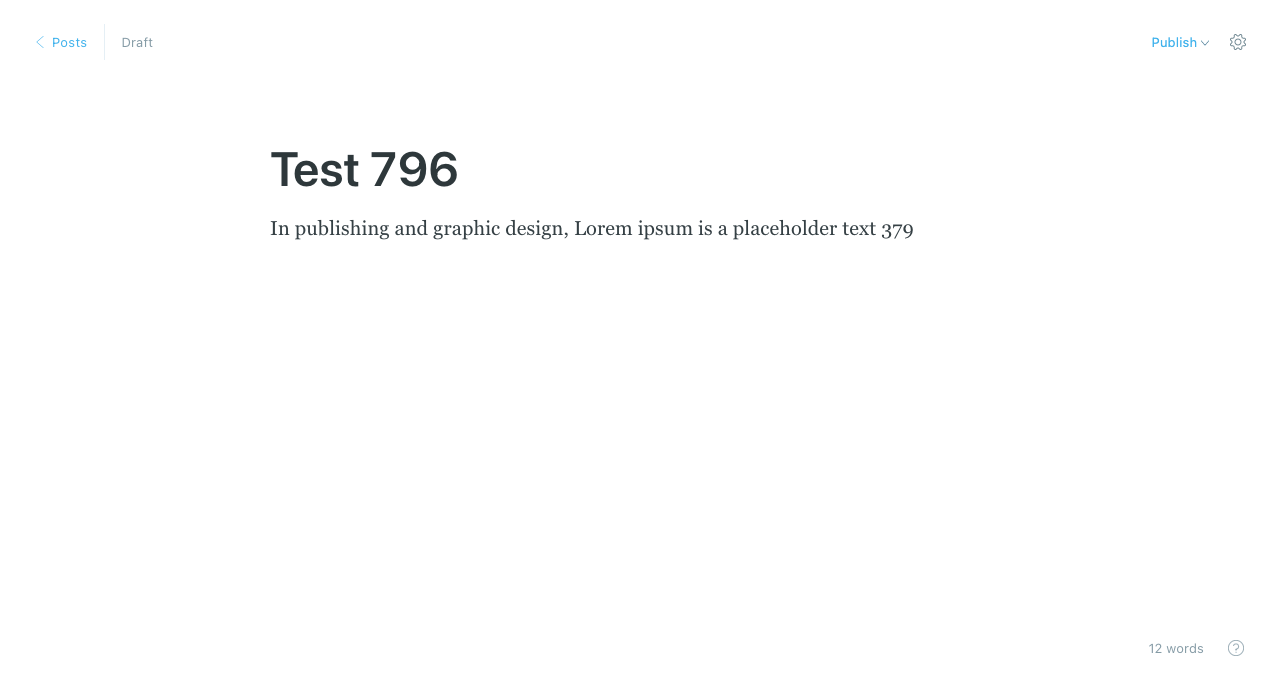 Posts
Draft
Publish
Test 796
In publishing and graphic design, Lorem ipsum is a placeholder text 379
12 words
?